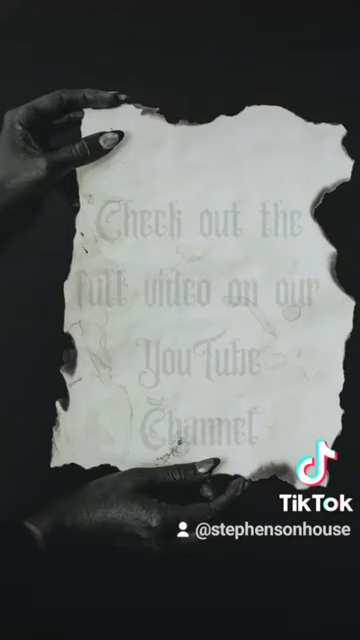 Check out the
full video on our
YouTube
Channel
TikTok
@stephensonhouse